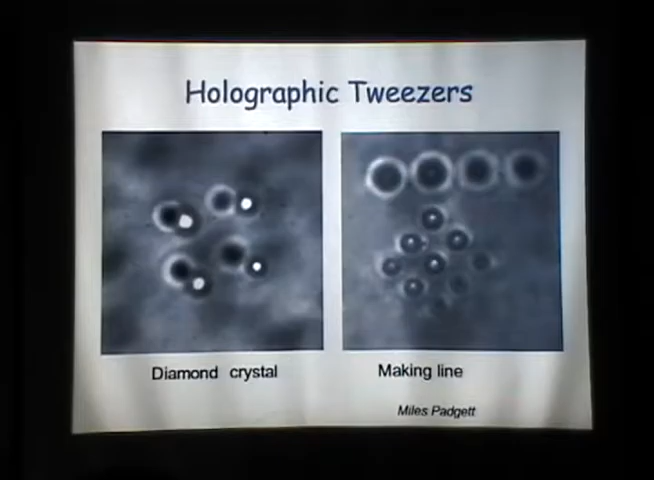 Holographic Tweezers
Diamond crystal
Making line
Miles Padgett